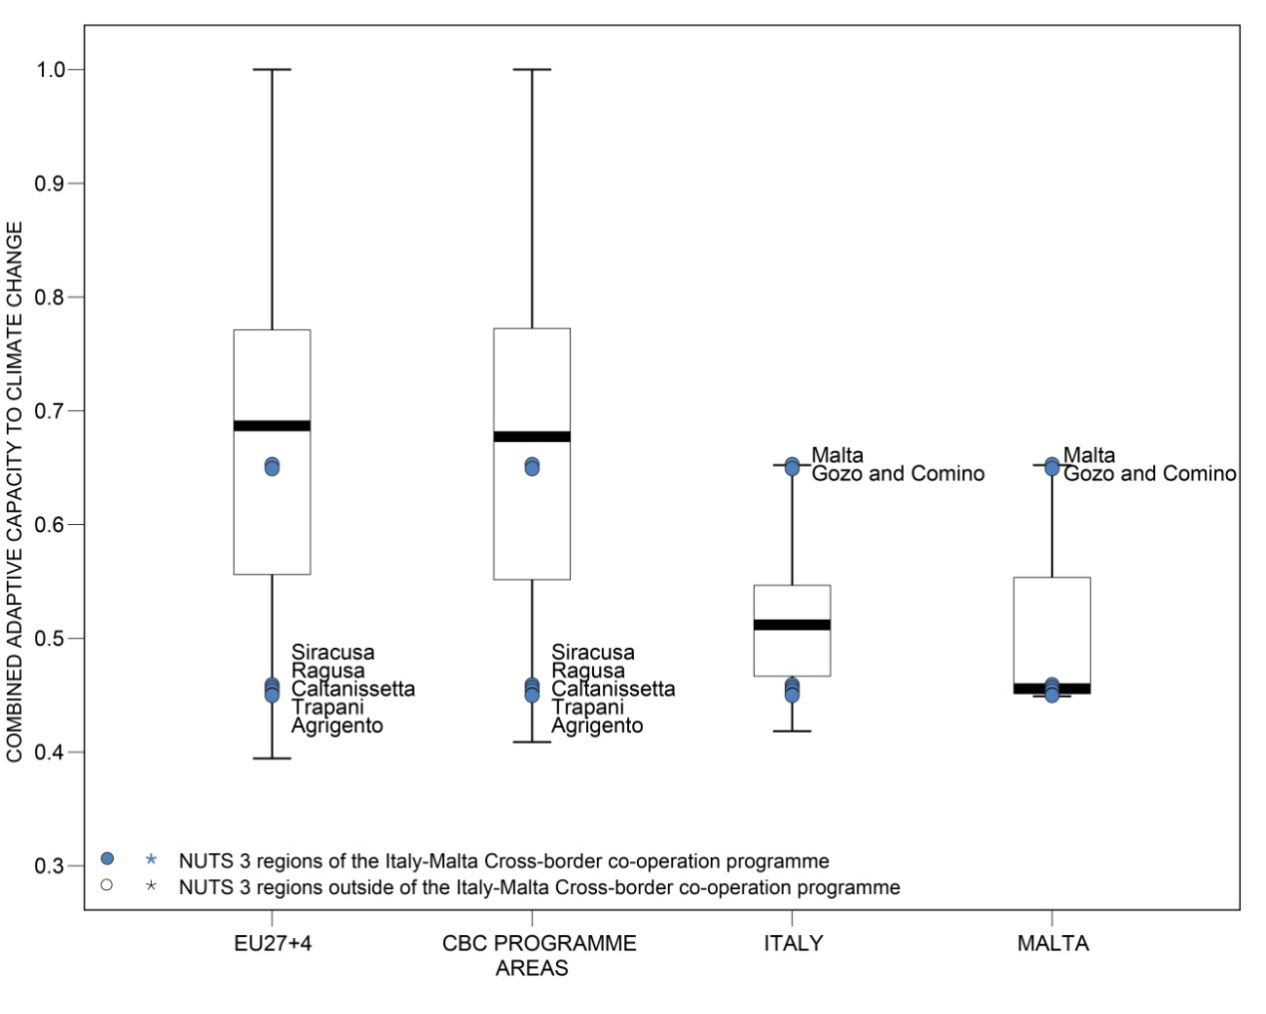 COMBINED ADAPTIVE CAPACITY TO CLIMATE CHANGE
1.0
0.9
0.8
0.7
0.6
0.5
0.4
0.3
Siracusa
Ragusa
Caltanissetta
Trapani
Agrigento
Siracusa
Ragusa
Caltanissetta
Trapani
Agrigento
Malta
Gozo and Comino
Malta
Gozo and Comino
NUTS 3 regions of the Italy-Malta Cross-border co-operation programme
NUTS 3 regions outside of the Italy-Malta Cross-border co-operation programme
EU27+4
CBC PROGRAMME
AREAS
ITALY
MALTA